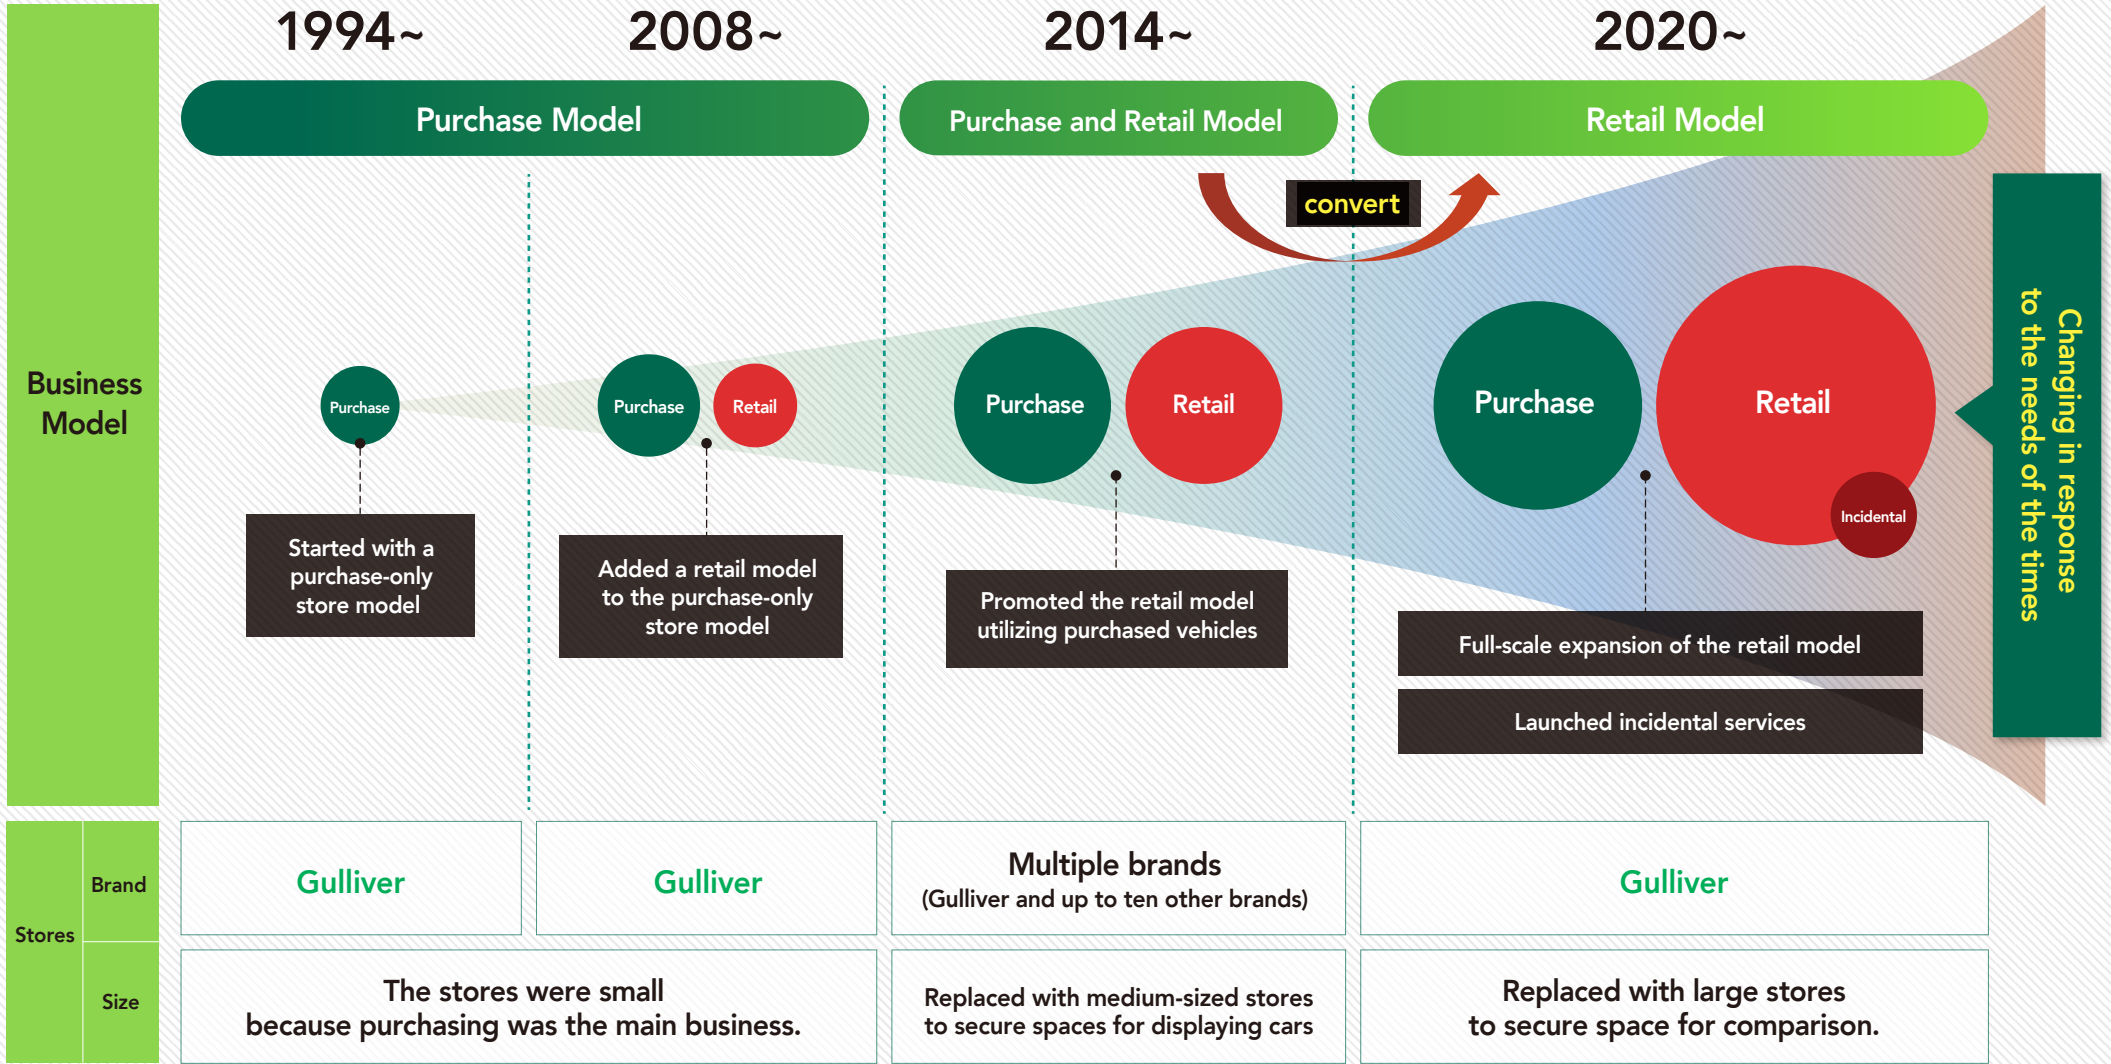 1994~
2008~
2014~
2020~
Purchase Model
Purchase and Retail Model
Retail Model
convert
Business
Model
Purchase
Purchase
Retail
Purchase
Retail
Purchase
Retail
Incidental
Changing in response
to the needs of the times
Started with a
purchase-only
store model
Added a retail model
to the purchase-only
store model
Promoted the retail model
utilizing purchased vehicles
Full-scale expansion of the retail model
Launched incidental services
Stores
Brand
Gulliver
Gulliver
Multiple brands
(Gulliver and up to ten other brands)
Gulliver
Size
The stores were small
because purchasing was the main business.
Replaced with medium-sized stores
to secure spaces for displaying cars
Replaced with large stores
to secure space for comparison.